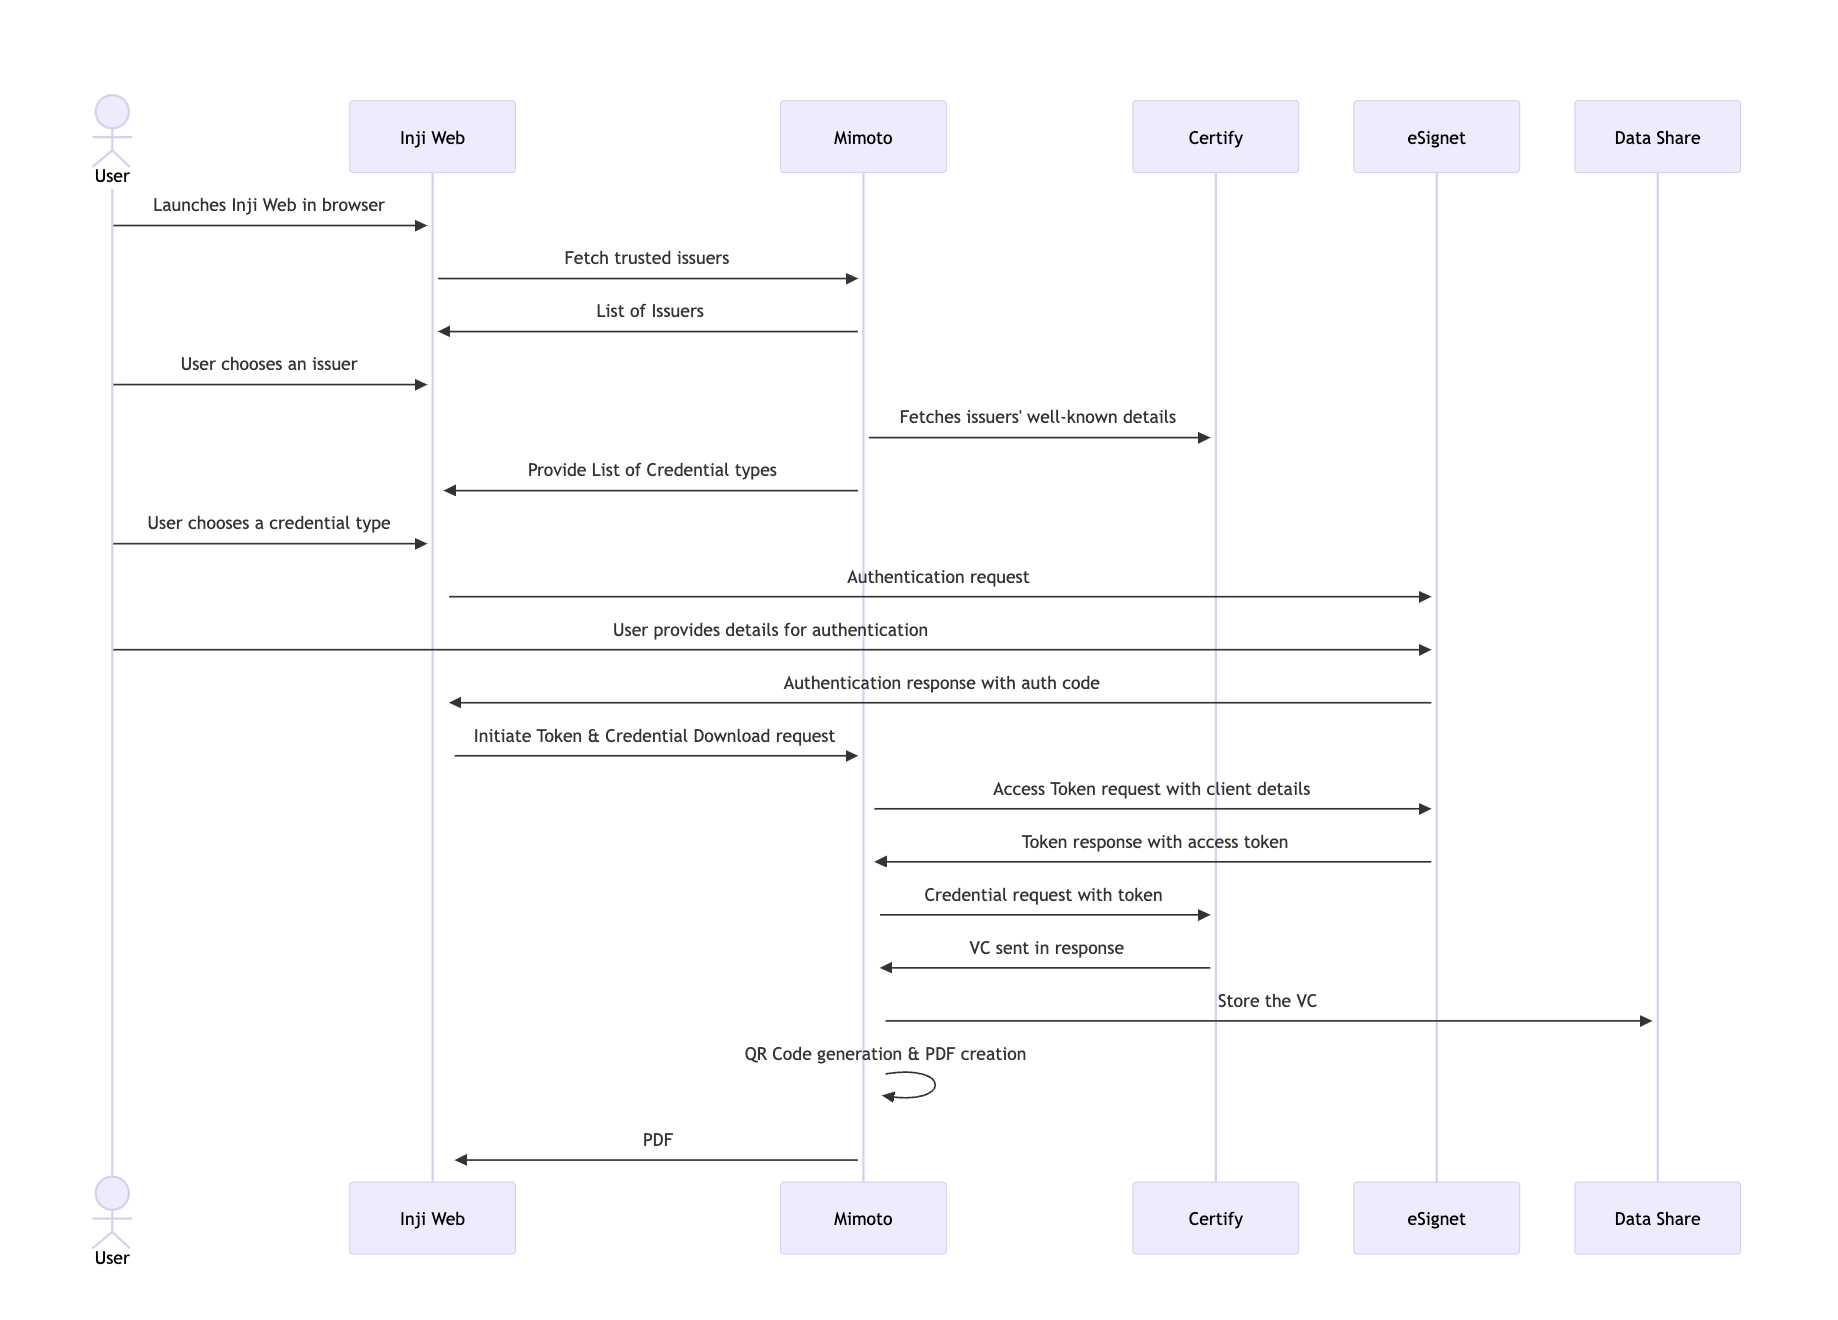 User
Inji Web
Mimoto
Certify
eSignet
Data Share
Launches Inji Web in browser
Fetch trusted issuers
List of Issuers
User chooses an issuer
Fetches issuers' well-known details
Provide List of Credential types
User chooses a credential type
Authentication request
User provides details for authentication
Authentication response with auth code
Initiate Token & Credential Download request
Access Token request with client details
Token response with access token
Credential request with token
VC sent in response
Store the VC
QR Code generation & PDF creation
PDF
User
Inji Web
Mimoto
Certify
eSignet
Data Share